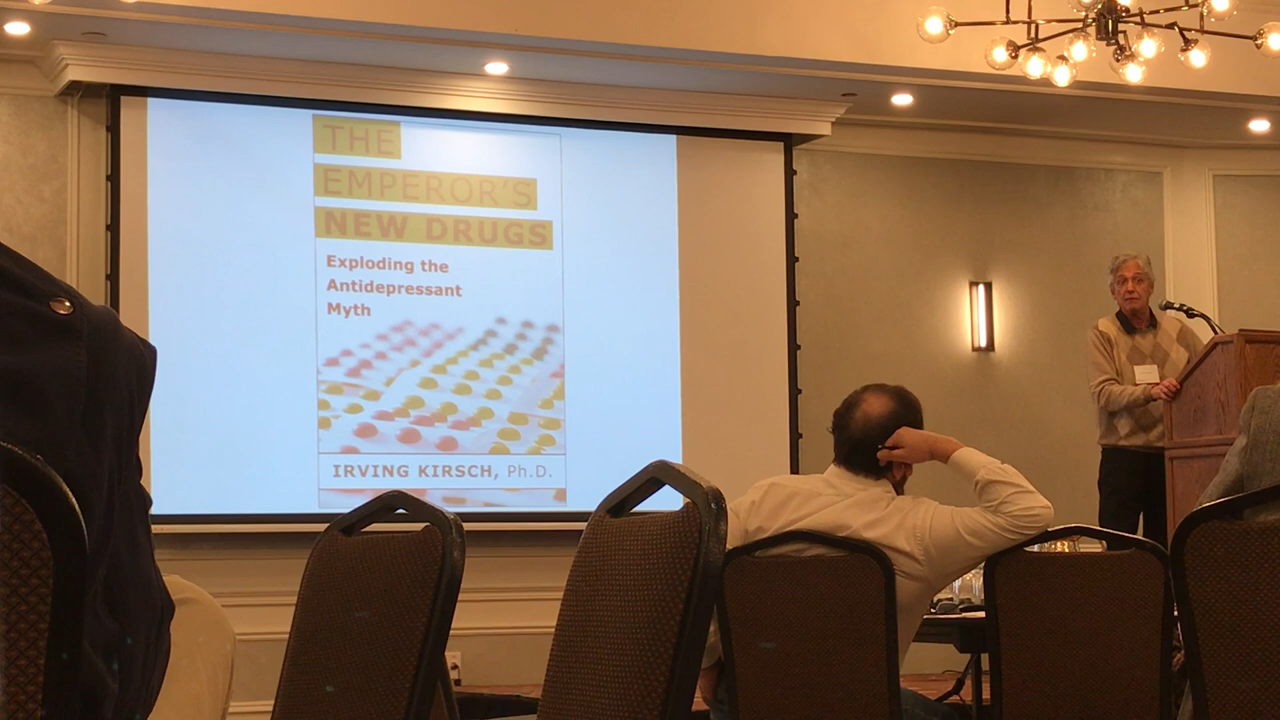 THE
EMPEROR'S
NEW DRUGS
Exploding the
Antidepressant
Myth
IRVING KIRSCH, Ph.D.